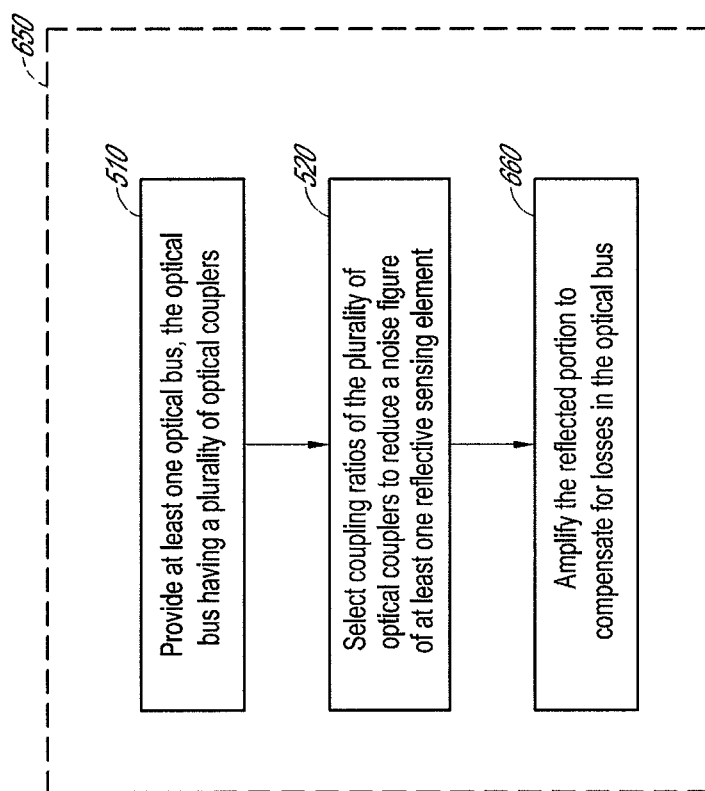 650
510
Provide at least one optical bus, the optical
bus having a plurality of optical couplers
520
Select coupling ratios of the plurality of
optical couplers to reduce a noise figure
of at least one reflective sensing element
660
Amplify the reflected portion to
compensate for losses in the optical bus